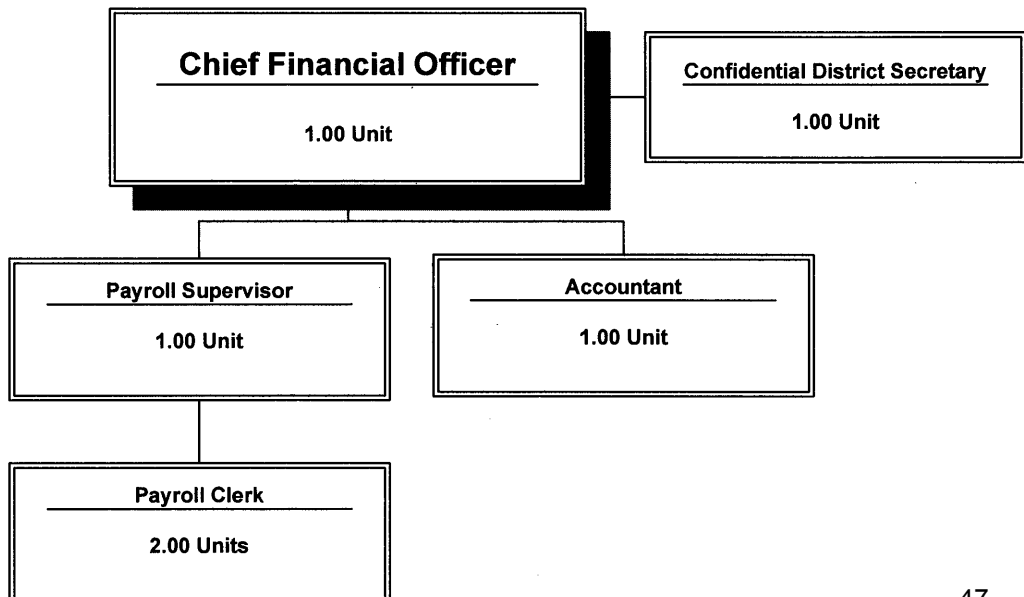 Chief Financial Officer
1.00 Unit
Confidential District Secretary
1.00 Unit
Payroll Supervisor
1.00 Unit
Accountant
1.00 Unit
Payroll Clerk
2.00 Units
47